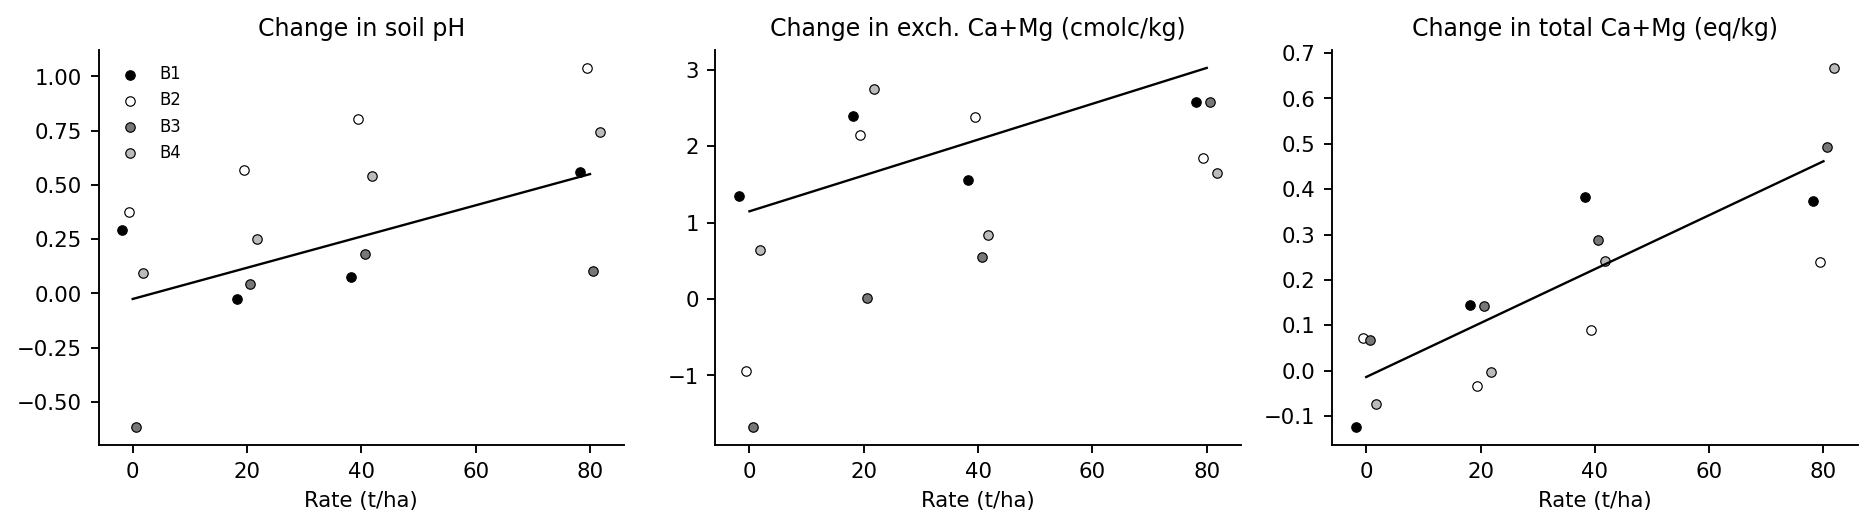 Change in soil pH
1.00
0.75
0.50
0.25
0.00
−0.25
−0.50
B1
B2
B3
B4
0 20 40 60 80
Rate (t/ha)
Change in exch. Ca+Mg (cmolc/kg)
3
2
1
0
−1
0 20 40 60 80
Rate (t/ha)
Change in total Ca+Mg (eq/kg)
0.7
0.6
0.5
0.4
0.3
0.2
0.1
0.0
−0.1
0 20 40 60 80
Rate (t/ha)